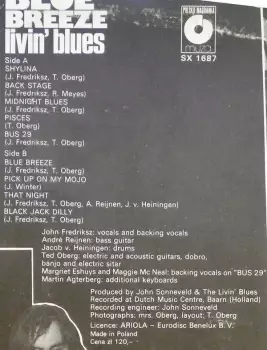 BLUE
BREEZE
livin' blues
POLSKIE NAGRANIA
muza
SX 1687
Side A
SHYLINA
(J. Fredriksz, T. Oberg)
BACK STAGE
(J. Fredriksz, R. Meyes)
MIDNIGHT BLUES
(J. Fredriksz, T. Oberg)
PISCES
(T. Oberg)
BUS 29
(J. Fredriksz, T. Oberg)
Side B
BLUE BREEZE
(J. Fredriksz, T. Oberg)
PICK UP ON MY MOJO
(J. Winter)
THAT NIGHT
(J. Fredriksz, T. Oberg, A. Reijnen, J. v. Heiningen)
BLACK JACK DILLY
(J. Fredriksz, T. Oberg)
John Fredriksz: vocals and backing vocals
André Reijnen: bass guitar
Jacob v. Heiningen: drums
Ted Oberg: electric and acoustic guitars, dobro,
banjo and electric sitar
Margriet Eshuys and Maggie Mc Neal: backing vocals on "BUS 29"
Martin Agterberg: additional keyboards
Produced by John Sonneveld & The Livin' Blues
Recorded at Dutch Music Centre, Baarn (Holland)
Recording engineer: John Sonneveld
Photographs: mrs. Oberg, layout: T. Oberg
Licence: ARIOLA – Eurodisc Benelux B. V.
Made in Poland
Cena zł 120,–